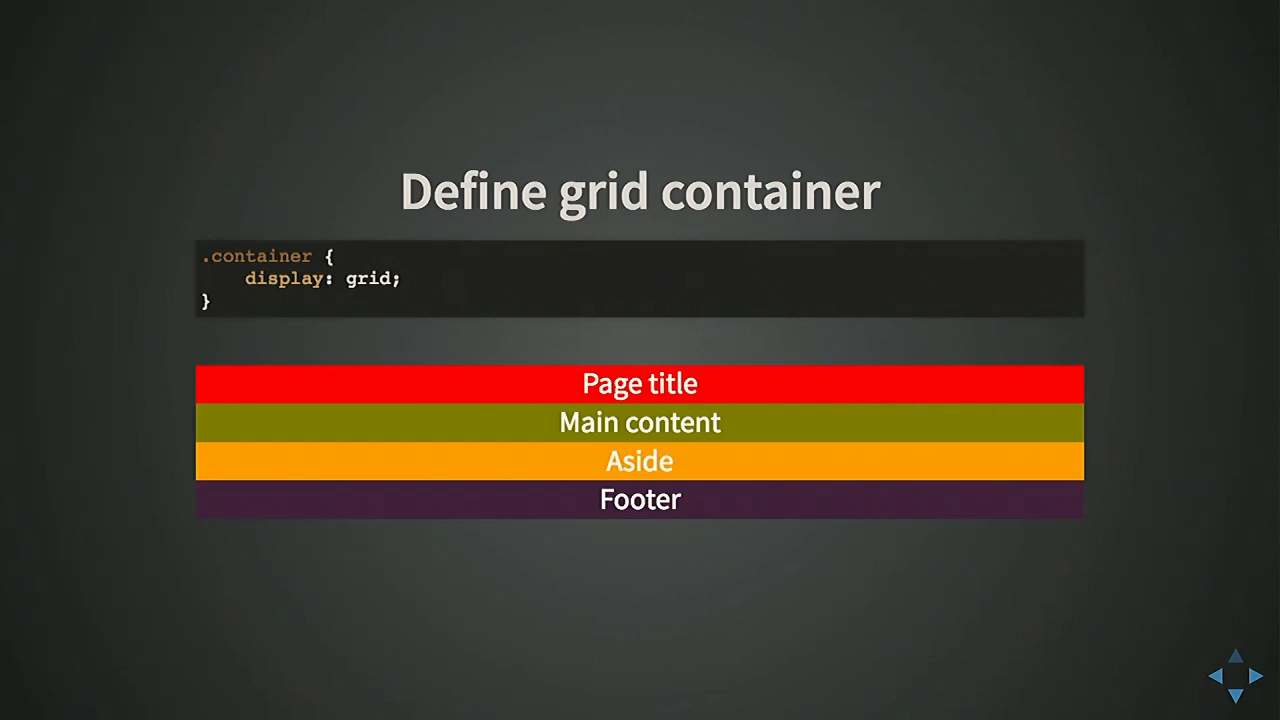 Define grid container
.container {
    display: grid;
}
Page title
Main content
Aside
Footer